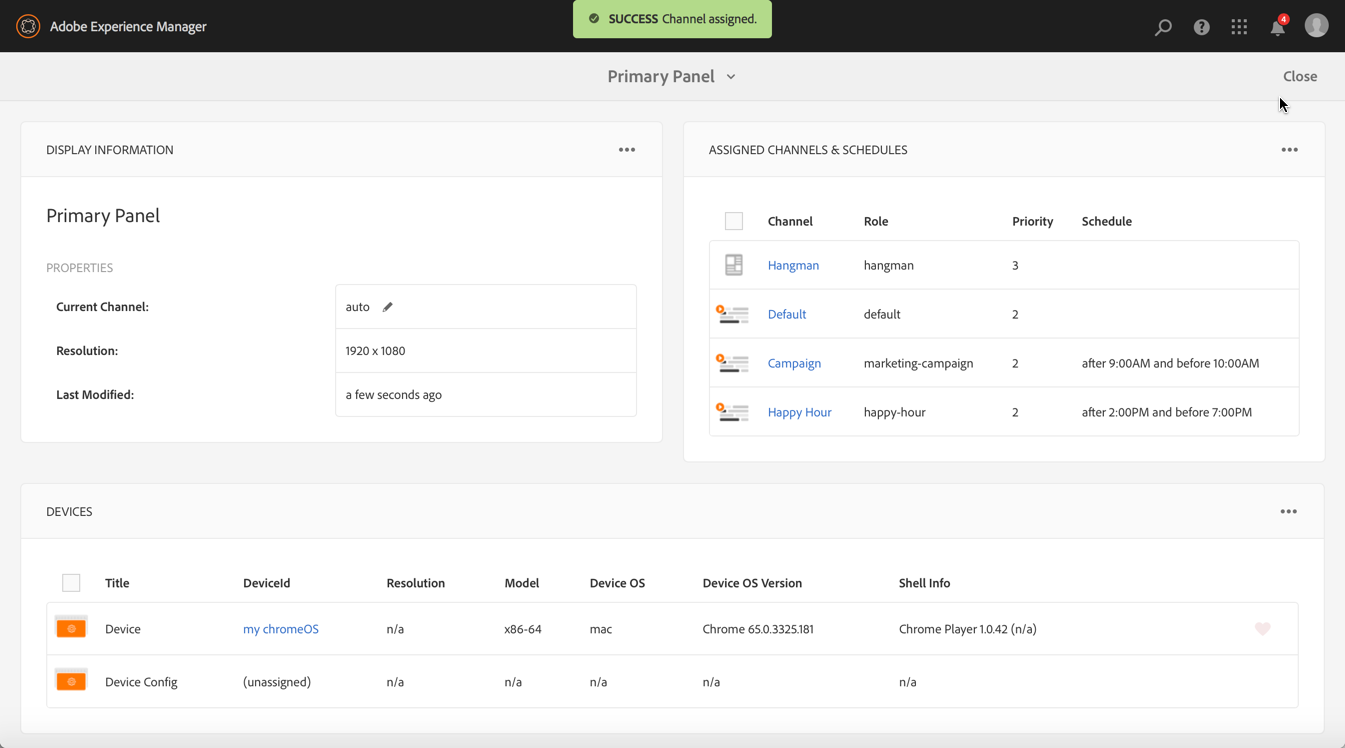 Adobe Experience Manager
SUCCESS Channel assigned.
4
Primary Panel
Close
DISPLAY INFORMATION
Primary Panel
PROPERTIES
Current Channel: auto
Resolution: 1920 x 1080
Last Modified: a few seconds ago
ASSIGNED CHANNELS & SCHEDULES
Channel Role Priority Schedule
Hangman hangman 3
Default default 2
Campaign marketing-campaign 2 after 9:00AM and before 10:00AM
Happy Hour happy-hour 2 after 2:00PM and before 7:00PM
DEVICES
Title DeviceId Resolution Model Device OS Device OS Version Shell Info
Device my chromeOS n/a x86-64 mac Chrome 65.0.3325.181 Chrome Player 1.0.42 (n/a)
Device Config (unassigned) n/a n/a n/a n/a n/a